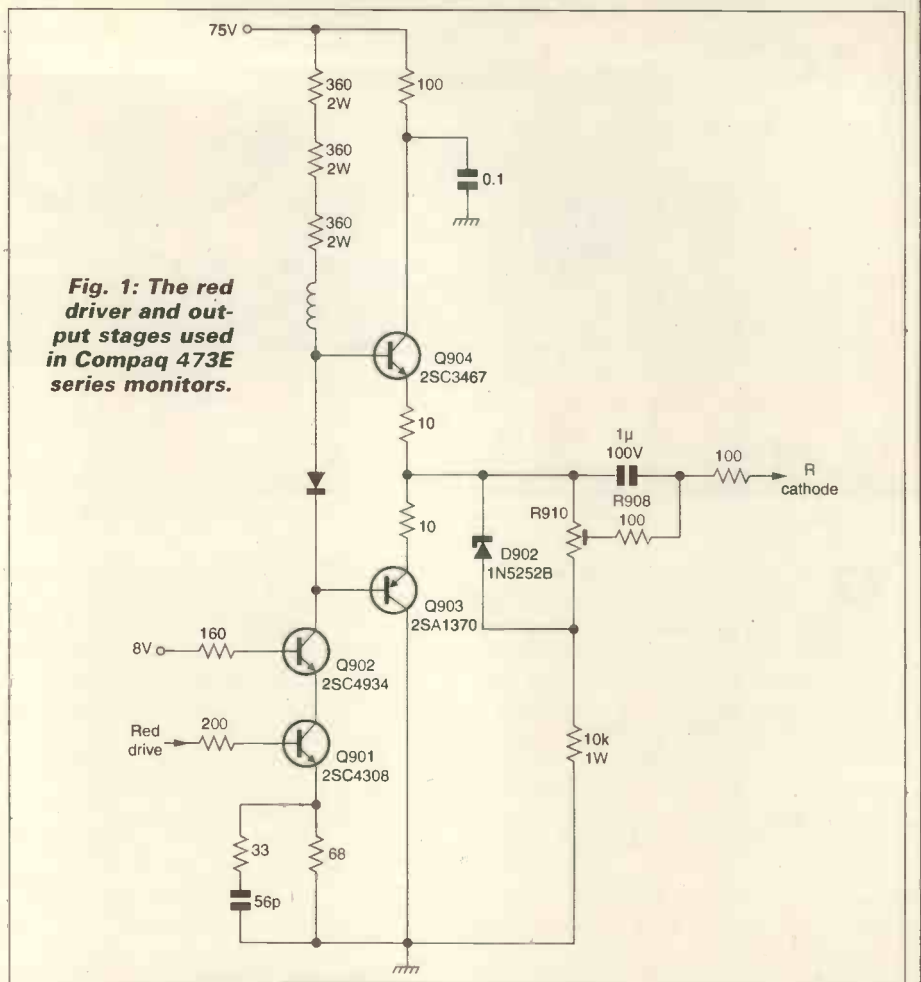 75V
360
2W
100
360
2W
0.1
360
2W
Fig. 1: The red
driver and out-
put stages used
in Compaq 473E
series monitors.
Q904
2SC3467
10
1µ
100V
100
R
cathode
R908
100
R910
10
D902
1N5252B
Q903
2SA1370
8V
160
Q902
2SC4934
Red
drive
200
Q901
2SC4308
10k
1W
33
68
56p